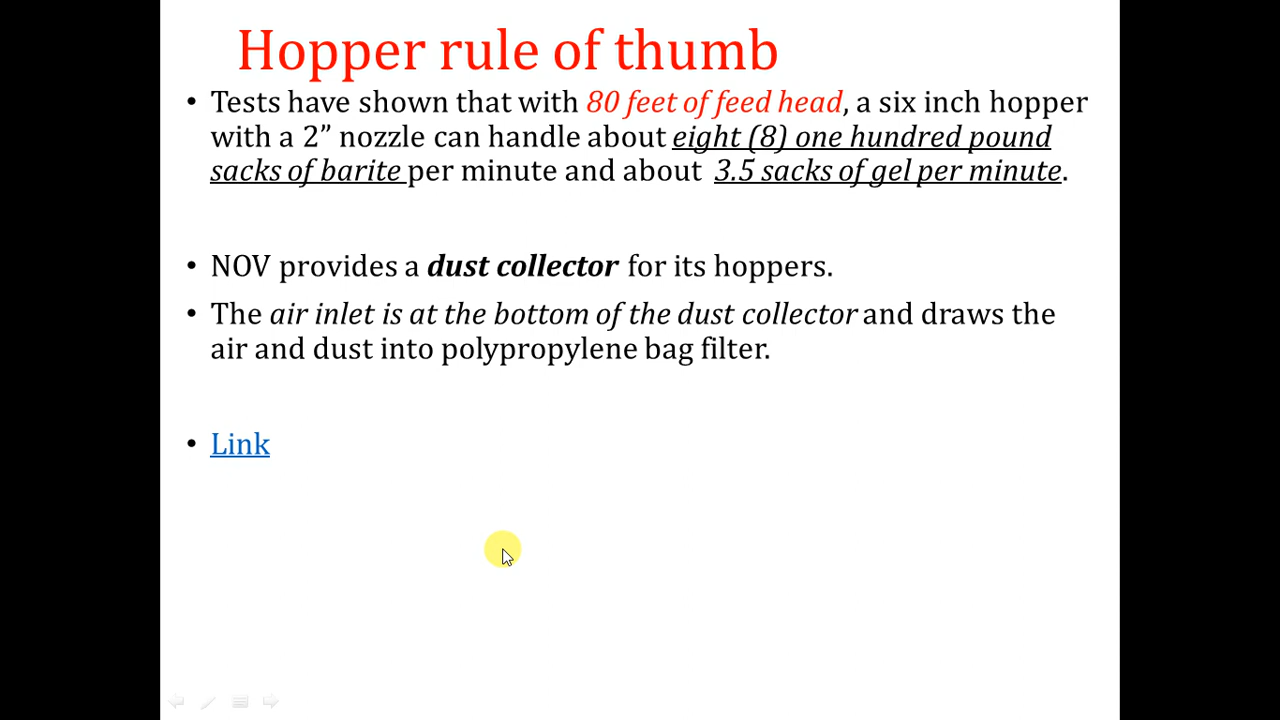 Hopper rule of thumb
• Tests have shown that with 80 feet of feed head, a six inch hopper
with a 2” nozzle can handle about eight (8) one hundred pound
sacks of barite per minute and about 3.5 sacks of gel per minute.
• NOV provides a dust collector for its hoppers.
• The air inlet is at the bottom of the dust collector and draws the
air and dust into polypropylene bag filter.
• Link